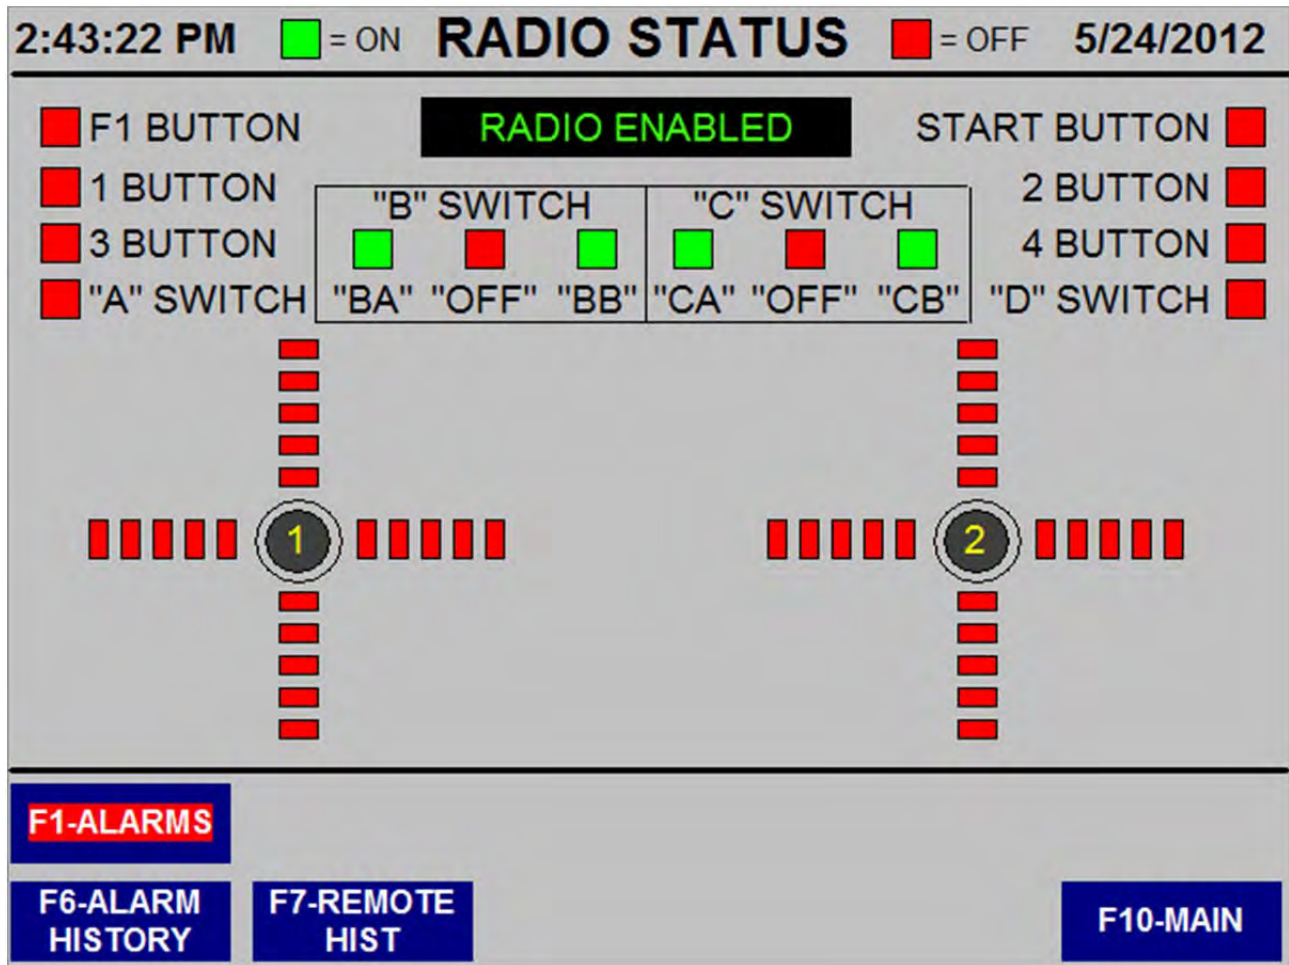 2:43:22 PM = ON RADIO STATUS = OFF 5/24/2012
F1 BUTTON RADIO ENABLED START BUTTON
1 BUTTON "B" SWITCH "C" SWITCH 2 BUTTON
3 BUTTON 4 BUTTON
"A" SWITCH "BA" "OFF" "BB" "CA" "OFF" "CB" "D" SWITCH
1 2
F1-ALARMS
F6-ALARM F7-REMOTE
HISTORY HIST F10-MAIN